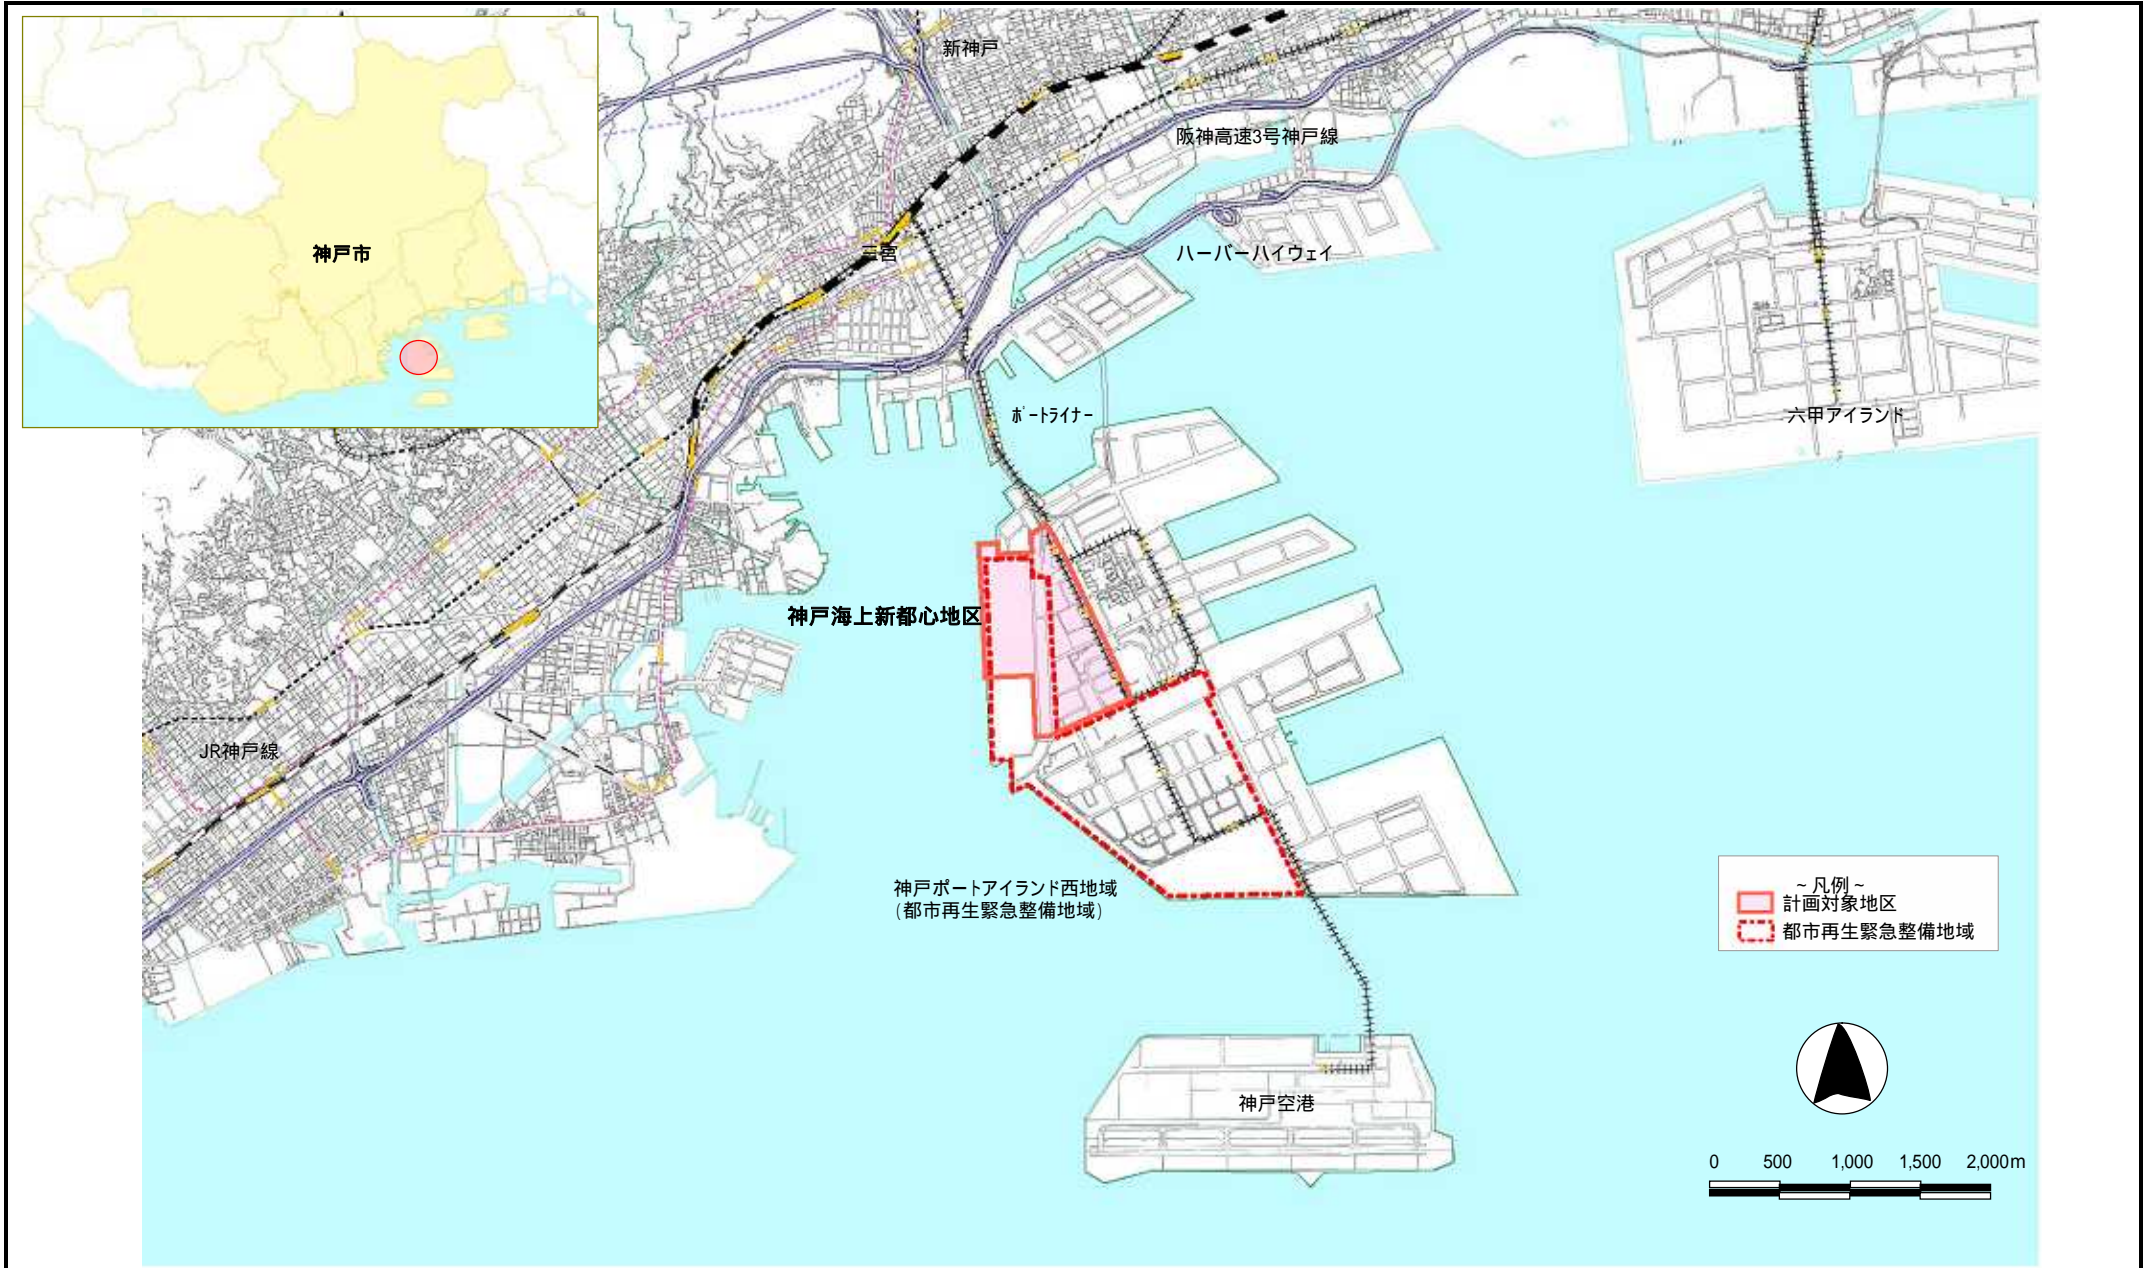 新神戸
阪神高速3号神戸線
神戸市
三宮
ハーバーハイウェイ
ポートライナー
六甲アイランド
神戸海上新都心地区
JR神戸線
神戸ポートアイランド西地域
(都市再生緊急整備地域)
~凡例~
計画対象地区
都市再生緊急整備地域
神戸空港
0 500 1,000 1,500 2,000m